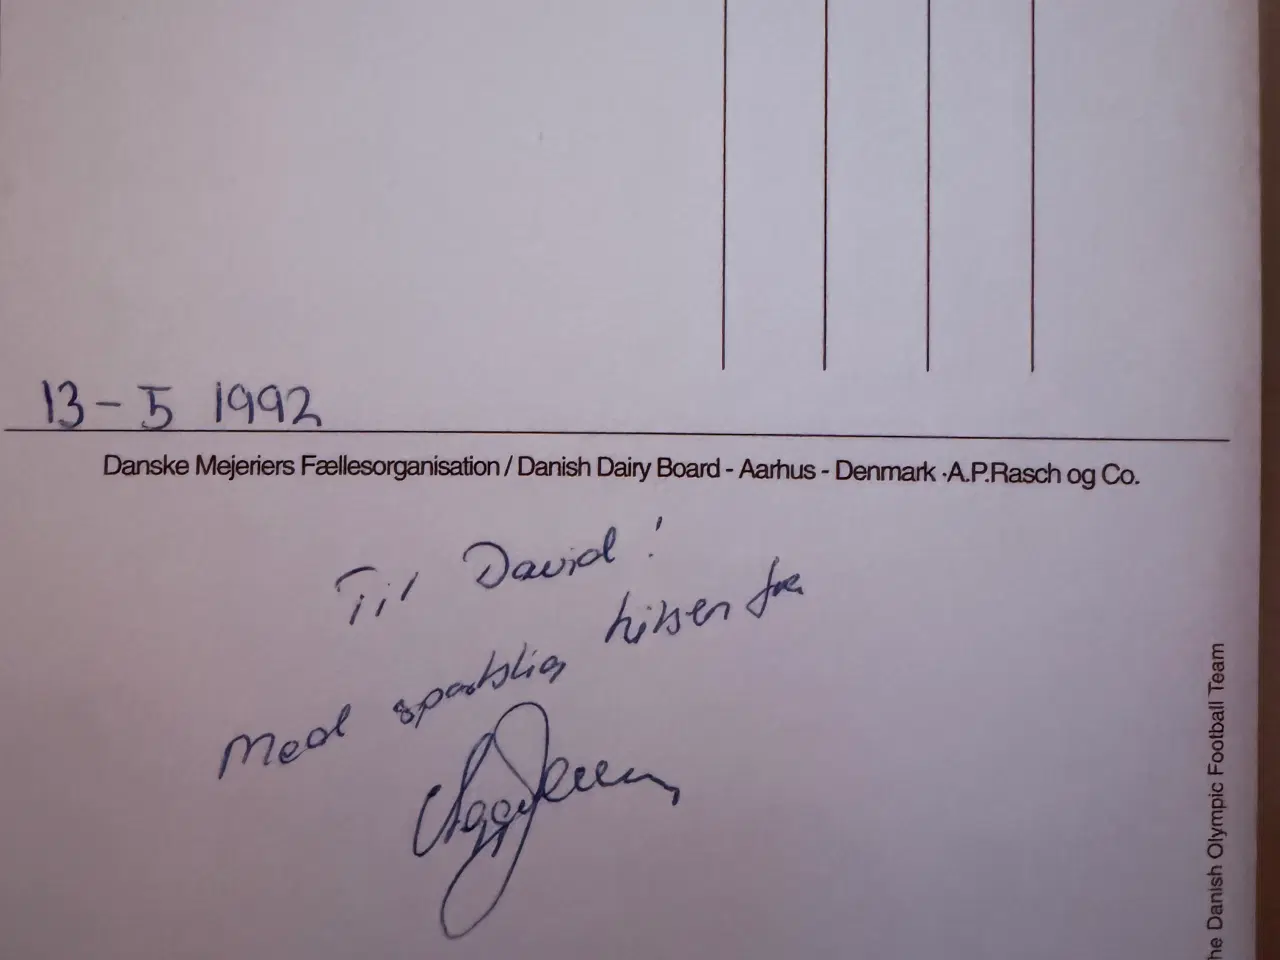 13-5 1992
Danske Mejeriers Fællesorganisation / Danish Dairy Board - Aarhus - Denmark ·A.P.Rasch og Co.
Til David!
Med sportslig hilsen fra
he Danish Olympic Football Team